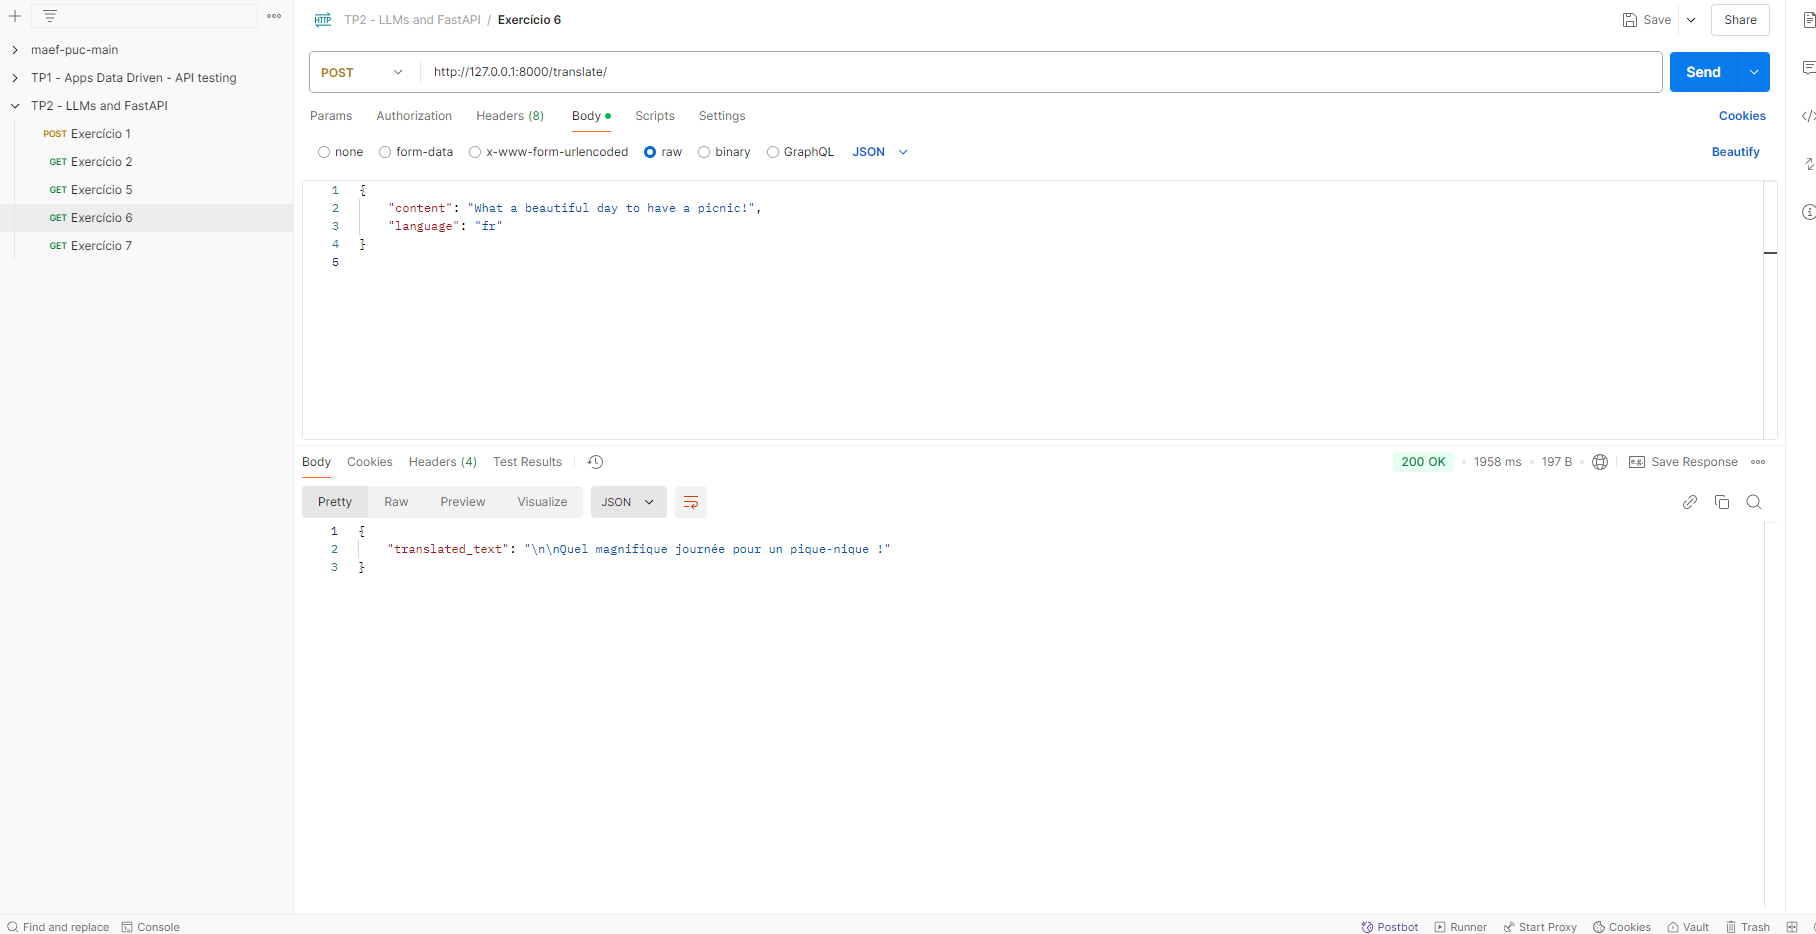 TP2 - LLMs and FastAPI / Exercício 6
Save
Share
maef-puc-main
TP1 - Apps Data Driven - API testing
TP2 - LLMs and FastAPI
POST Exercício 1
GET Exercício 2
GET Exercício 5
GET Exercício 6
GET Exercício 7
POST http://127.0.0.1:8000/translate/
Send
Params Authorization Headers (8) Body Scripts Settings Cookies
none form-data x-www-form-urlencoded raw binary GraphQL JSON Beautify
1 {
2 "content": "What a beautiful day to have a picnic!",
3 "language": "fr"
4 }
5
Body Cookies Headers (4) Test Results 200 OK 1958 ms 197 B e.g. Save Response
Pretty Raw Preview Visualize JSON
1 {
2 "translated_text": "\n\nQuel magnifique journée pour un pique-nique !"
3 }
Find and replace Console Postbot Runner Start Proxy Cookies Vault Trash